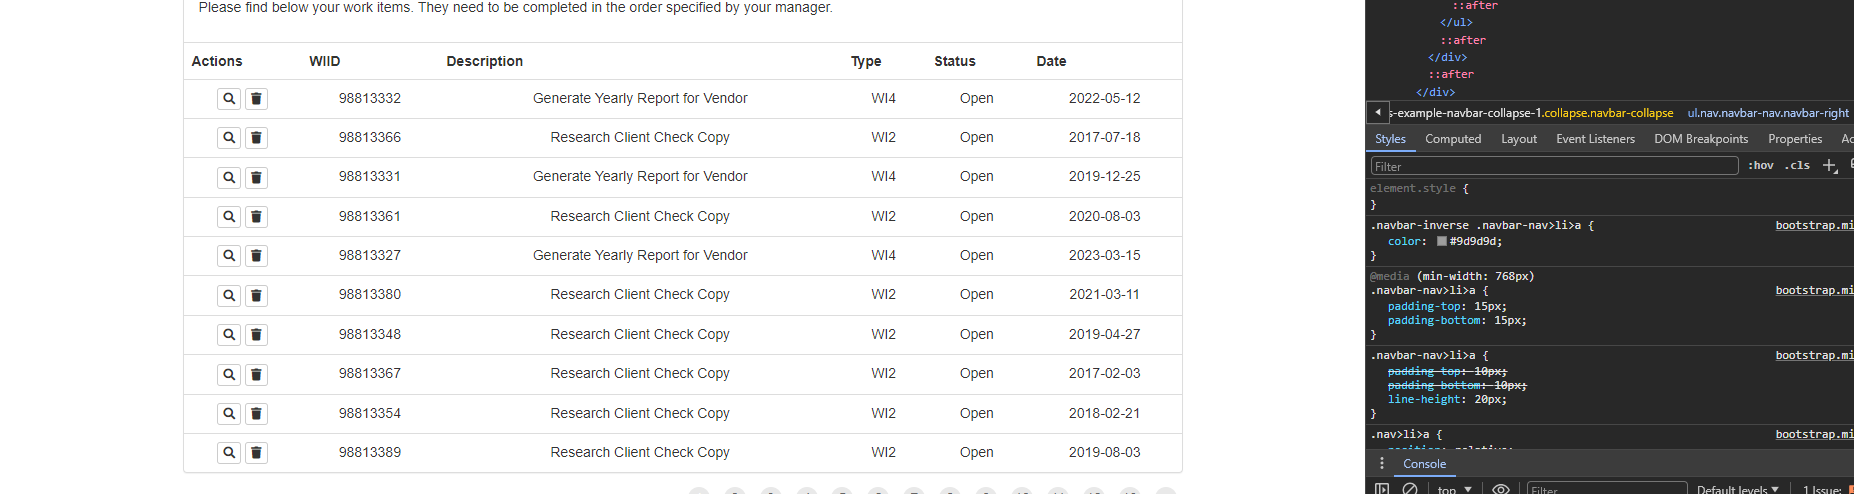 Please find below your work items. They need to be completed in the order specified by your manager.
Actions WIID Description Type Status Date
98813332 Generate Yearly Report for Vendor WI4 Open 2022-05-12
98813366 Research Client Check Copy WI2 Open 2017-07-18
98813331 Generate Yearly Report for Vendor WI4 Open 2019-12-25
98813361 Research Client Check Copy WI2 Open 2020-08-03
98813327 Generate Yearly Report for Vendor WI4 Open 2023-03-15
98813380 Research Client Check Copy WI2 Open 2021-03-11
98813348 Research Client Check Copy WI2 Open 2019-04-27
98813367 Research Client Check Copy WI2 Open 2017-02-03
98813354 Research Client Check Copy WI2 Open 2018-02-21
98813389 Research Client Check Copy WI2 Open 2019-08-03
::after
</ul>
::after
</div>
::after
</div>
s-example-navbar-collapse-1.collapse.navbar-collapse ul.nav.navbar-nav.navbar-right
Styles Computed Layout Event Listeners DOM Breakpoints Properties Ac
Filter :hov .cls +
element.style {
}
.navbar-inverse .navbar-nav>li>a { bootstrap.mi
color: #9d9d9d;
}
@media (min-width: 768px)
.navbar-nav>li>a { bootstrap.mi
padding-top: 15px;
padding-bottom: 15px;
}
.navbar-nav>li>a { bootstrap.mi
padding-top: 10px;
padding-bottom: 10px;
line-height: 20px;
}
.nav>li>a { bootstrap.mi
Console
top Filter Default levels 1 Issue: